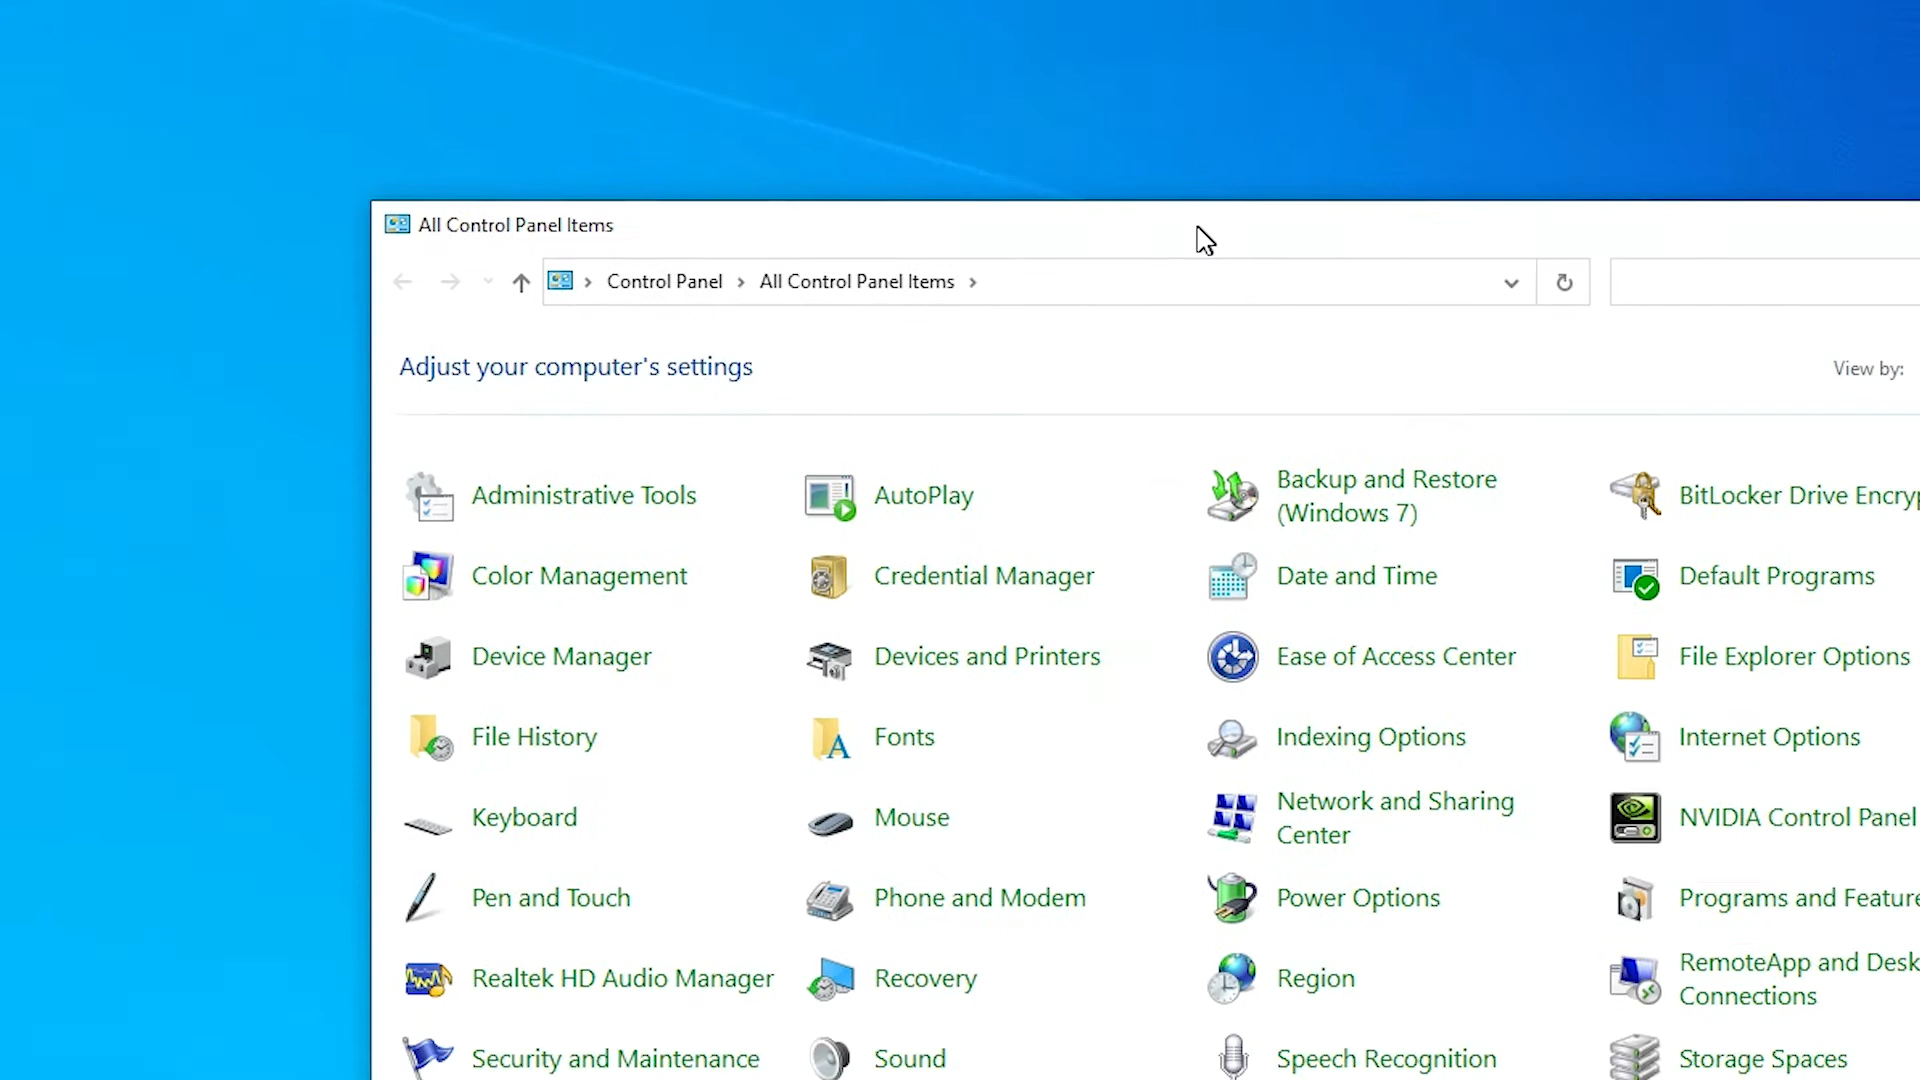 All Control Panel Items
Control Panel > All Control Panel Items >
Adjust your computer's settings
View by:
Administrative Tools
AutoPlay
Backup and Restore
(Windows 7)
BitLocker Drive
Color Management
Credential Manager
Date and Time
Default Programs
Device Manager
Devices and Printers
Ease of Access Center
File Explorer Options
File History
Fonts
Indexing Options
Internet Options
Keyboard
Mouse
Network and Sharing
Center
NVIDIA Control Panel
Pen and Touch
Phone and Modem
Power Options
Programs and Feature
Realtek HD Audio Manager
Recovery
Region
RemoteApp and Desk
Connections
Security and Maintenance
Sound
Speech Recognition
Storage Spaces